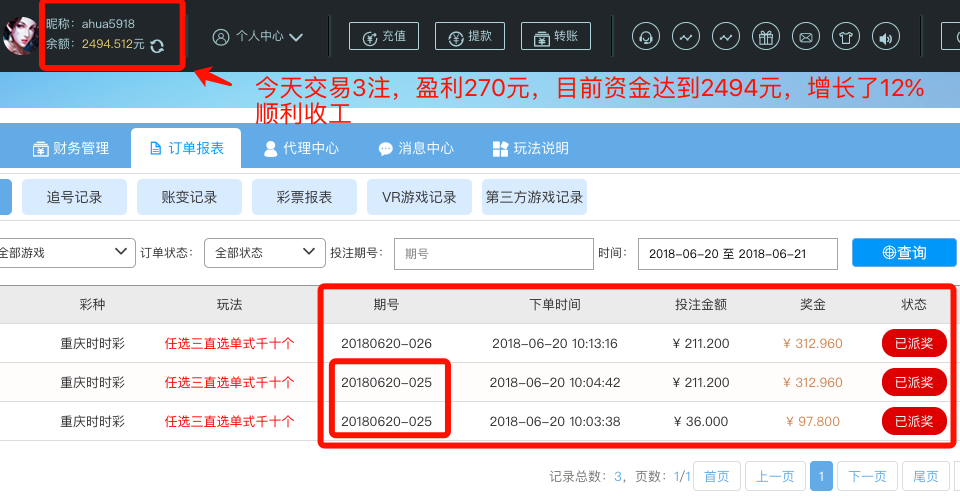 昵称：ahua5918
余额：2494.512元
个人中心
充值
提款
转账
今天交易3注，盈利270元，目前资金达到2494元，增长了12%
顺利收工
财务管理
订单报表
代理中心
消息中心
玩法说明
追号记录
账变记录
彩票报表
VR游戏记录
第三方游戏记录
全部游戏
订单状态：
全部状态
投注期号：
期号
时间：
2018-06-20 至 2018-06-21
查询
彩种 玩法 期号 下单时间 投注金额 奖金 状态
重庆时时彩 任选三直选单式千十个 20180620-026 2018-06-20 10:13:16 ¥ 211.200 ¥ 312.960 已派奖
重庆时时彩 任选三直选单式千十个 20180620-025 2018-06-20 10:04:42 ¥ 211.200 ¥ 312.960 已派奖
重庆时时彩 任选三直选单式千十个 20180620-025 2018-06-20 10:03:38 ¥ 36.000 ¥ 97.800 已派奖
记录总数：3，页数：1/1 首页 上一页 1 下一页 尾页